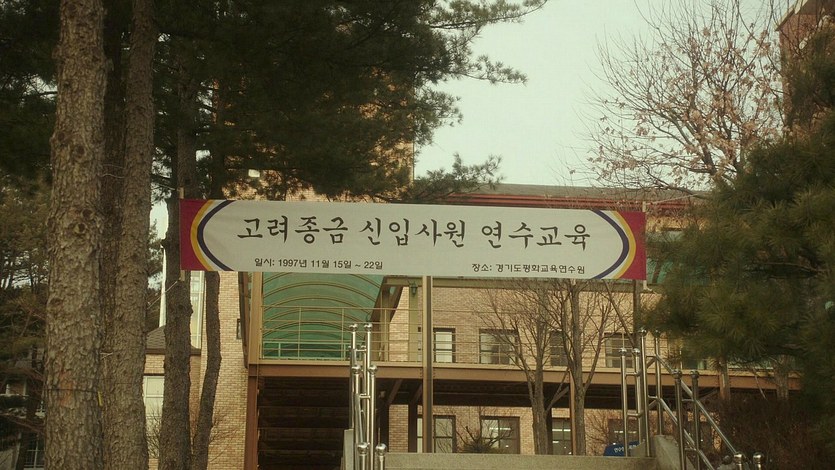 고려종금 신입사원 연수교육
일시: 1997년 11월 15일 ~ 22일
장소: 경기도평화교육연수원